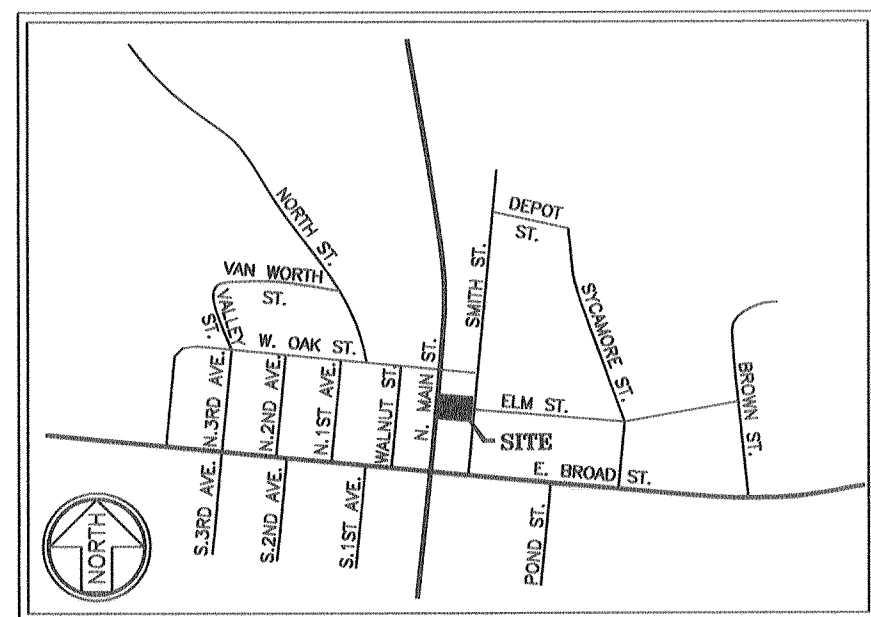 NORTH ST.
DEPOT
ST.
VAN WORTH
ST.
VALLEY
ST.
W. OAK ST.
SMITH ST.
SYCAMORE ST.
BROWN ST.
N. MAIN ST.
N.3RD AVE.
N.2ND AVE.
N.1ST AVE.
WALNUT ST.
ELM ST.
SITE
E. BROAD ST.
S.3RD AVE.
S.2ND AVE.
S.1ST AVE.
POND ST.
NORTH